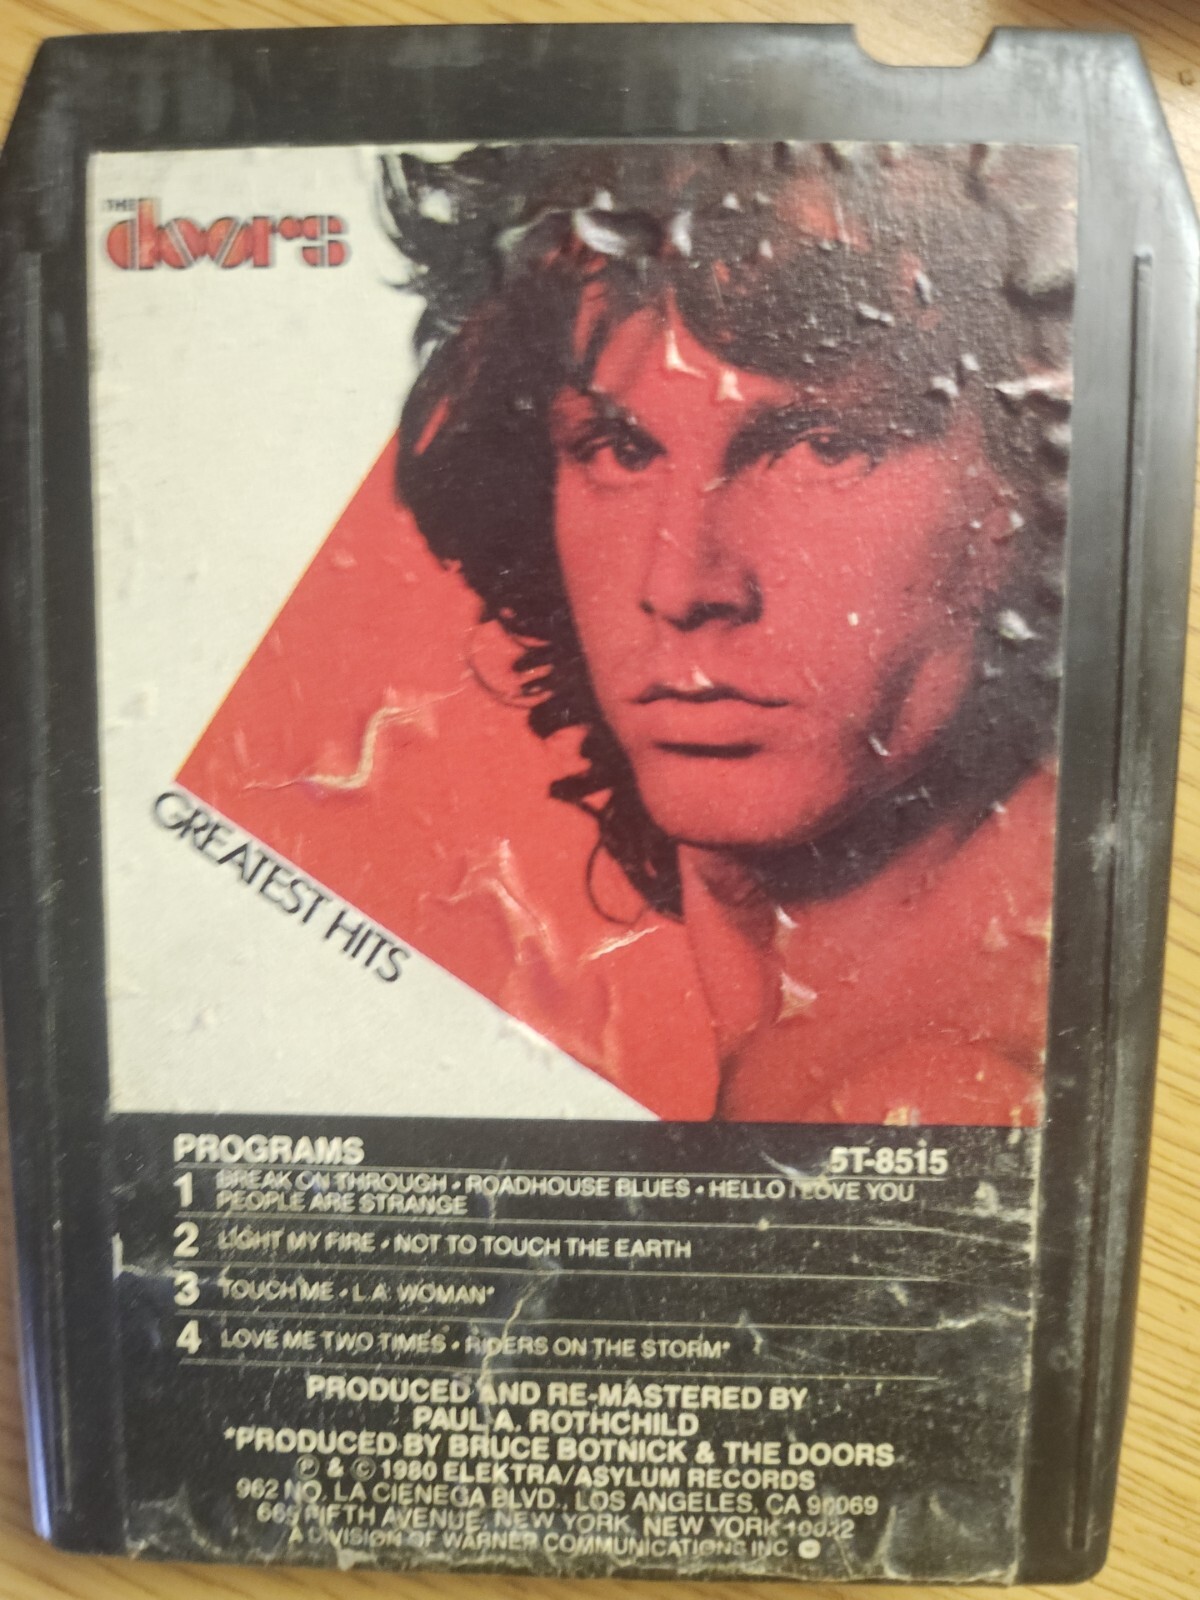 THE
doors
GREATEST HITS
PROGRAMS 5T-8515
1 BREAK ON THROUGH • ROADHOUSE BLUES • HELLO I LOVE YOU
PEOPLE ARE STRANGE
2 LIGHT MY FIRE • NOT TO TOUCH THE EARTH
3 TOUCH ME • L.A. WOMAN*
4 LOVE ME TWO TIMES • RIDERS ON THE STORM*
PRODUCED AND RE-MASTERED BY
PAUL A. ROTHCHILD
*PRODUCED BY BRUCE BOTNICK & THE DOORS
℗ & © 1980 ELEKTRA/ASYLUM RECORDS
962 NO. LA CIENEGA BLVD., LOS ANGELES, CA 90069
665 FIFTH AVENUE, NEW YORK, NEW YORK 10022
A DIVISION OF WARNER COMMUNICATIONS INC.